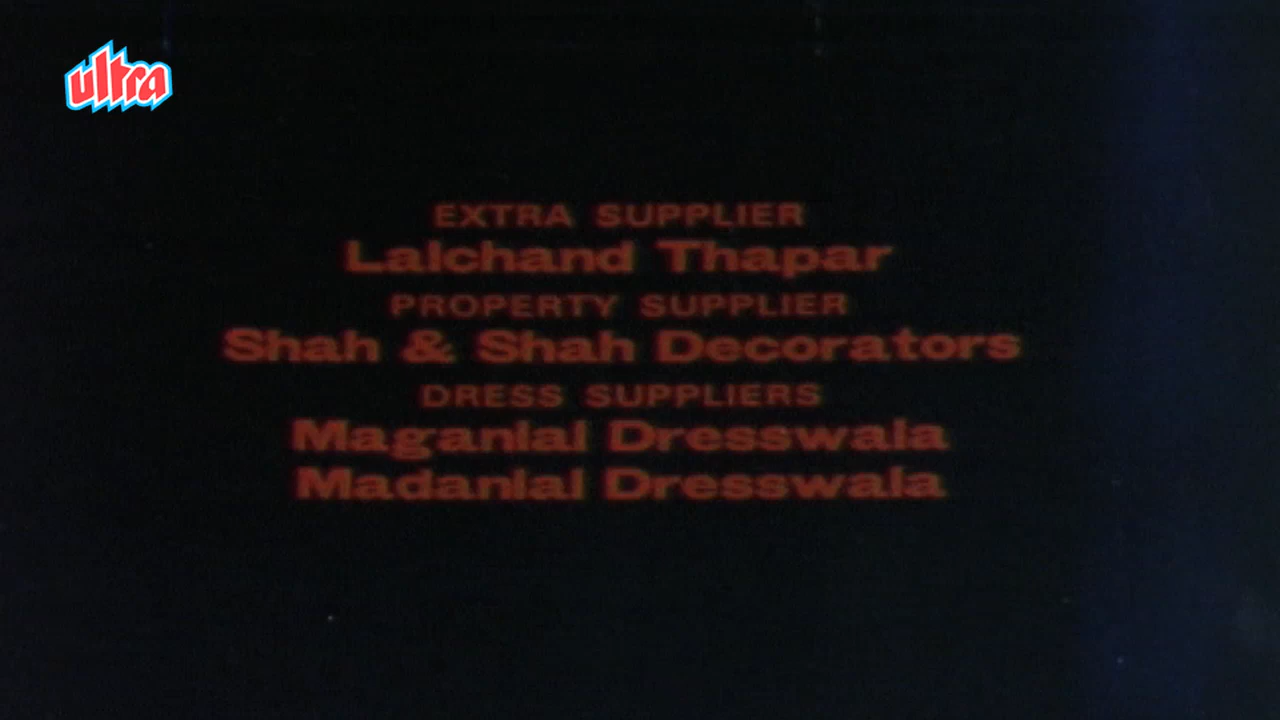 ultra
EXTRA SUPPLIER
Lalchand Thapar
PROPERTY SUPPLIER
Shah & Shah Decorators
DRESS SUPPLIERS
Maganlal Dresswala
Madanlal Dresswala